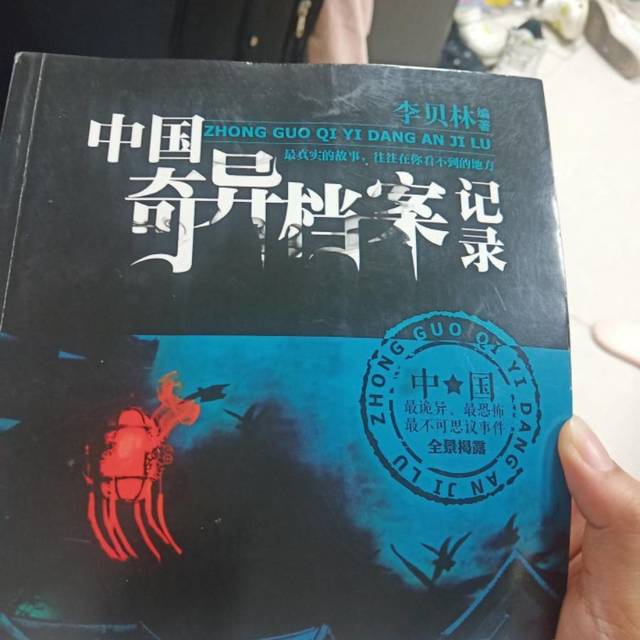 李贝林 编著
中国
ZHONG GUO QI YI DANG AN JI LU
最真实的故事，往往在你看不到的地方
奇异档案
记录
ZHONG GUO QI YI DANG AN JI LU
中★国
最诡异、最恐怖
最不可思议事件
全景揭露